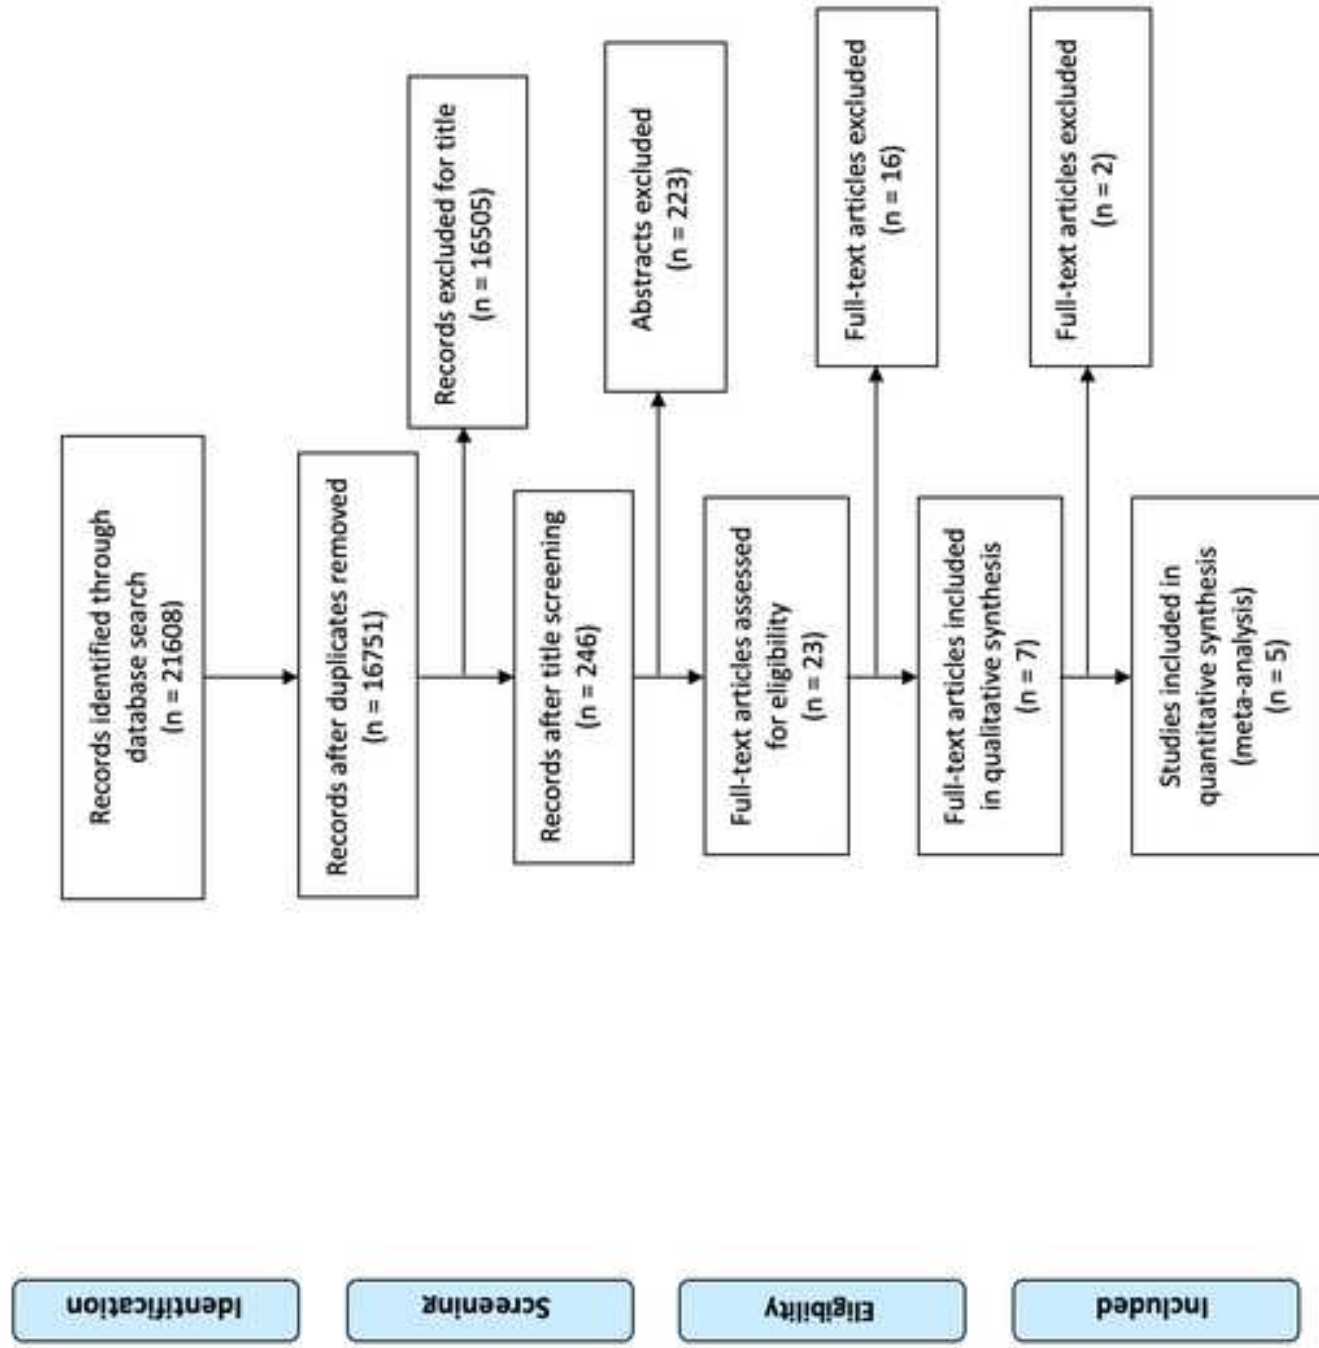 Identification
Screening
Eligibility
Included
Records identified through
database search
(n = 21608)
Records after duplicates removed
(n = 16751)
Records excluded for title
(n = 16505)
Records after title screening
(n = 246)
Abstracts excluded
(n = 223)
Full-text articles assessed
for eligibility
(n = 23)
Full-text articles excluded
(n = 16)
Full-text articles included
in qualitative synthesis
(n = 7)
Full-text articles excluded
(n = 2)
Studies included in
quantitative synthesis
(meta-analysis)
(n = 5)